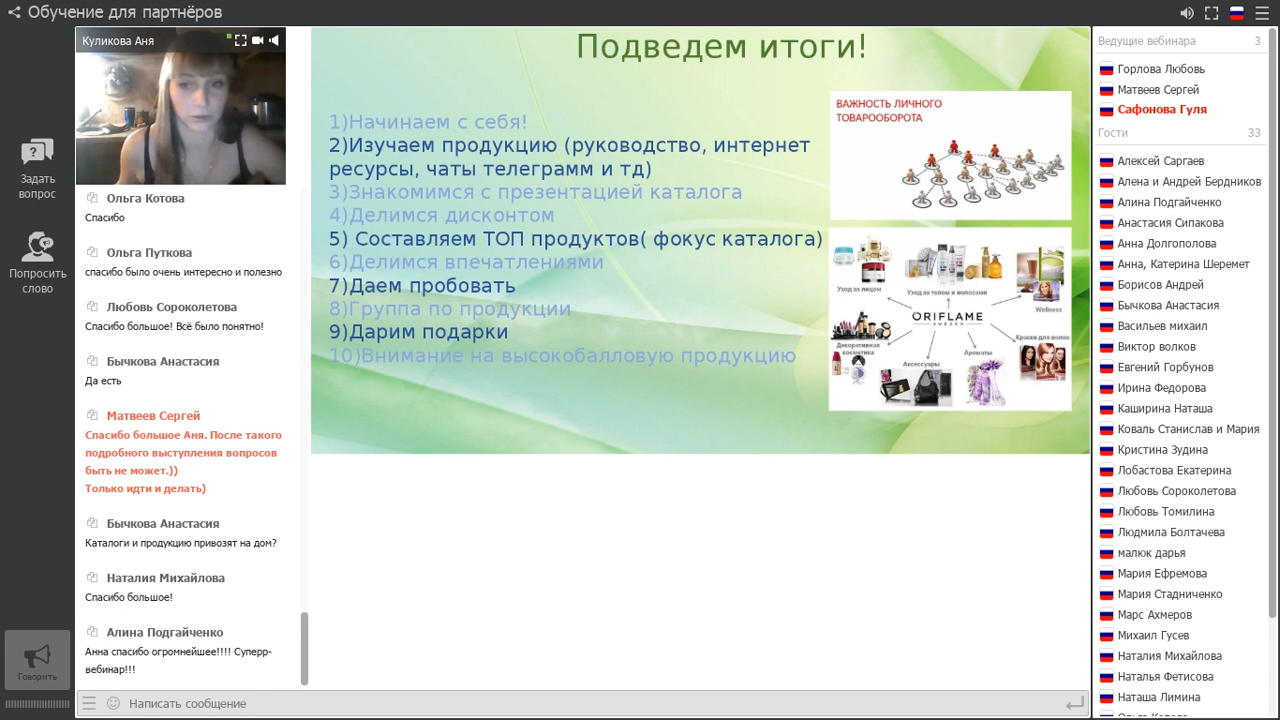 Обучение для партнёров
Задать
вопрос
Попросить
слово
Говорить
Куликова Аня
Ольга Котова
Спасибо
Ольга Путкова
спасибо было очень интересно и полезно
Любовь Сороколетова
Спасибо большое! Всё было понятно!
Бычкова Анастасия
Да есть
Матвеев Сергей
Спасибо большое Аня. После такого
подробного выступления вопросов
быть не может.))
Только идти и делать)
Бычкова Анастасия
Каталоги и продукцию привозят на дом?
Наталия Михайлова
Спасибо большое!
Алина Подгайченко
Анна спасибо огромнейшее!!!! Суперр-
вебинар!!!
Написать сообщение
Подведем итоги!
1)Начинаем с себя!
2)Изучаем продукцию (руководство, интернет
ресурсы, чаты телеграмм и тд)
3)Знакмимся с презентацией каталога
4)Делимся дисконтом
5) Составляем ТОП продуктов( фокус каталога)
6)Делимся впечатлениями
7)Даем пробовать
8)Группа по продукции
9)Дарим подарки
10)Внимание на высокобалловую продукцию
ВАЖНОСТЬ ЛИЧНОГО
ТОВАРООБОРОТА
Уход за лицом
Уход за телом и волосами
Wellness
ORIFLAME
SWEDEN
Декоративная
косметика
Аксессуары
Ароматы
Краски для волос
Ведущие вебинара 3
Горлова Любовь
Матвеев Сергей
Сафонова Гуля
Гости 33
Алексей Саргаев
Алена и Андрей Бердников
Алина Подгайченко
Анастасия Сипакова
Анна Долгополова
Анна, Катерина Шеремет
Борисов Андрей
Бычкова Анастасия
Васильев михаил
Виктор волков
Евгений Горбунов
Ирина Федорова
Каширина Наташа
Коваль Станислав и Мария
Кристина Зудина
Лобастова Екатерина
Любовь Сороколетова
Любовь Томилина
Людмила Болтачева
малюк дарья
Мария Ефремова
Мария Стадниченко
Марс Ахмеров
Михаил Гусев
Наталия Михайлова
Наталья Фетисова
Наташа Лимина